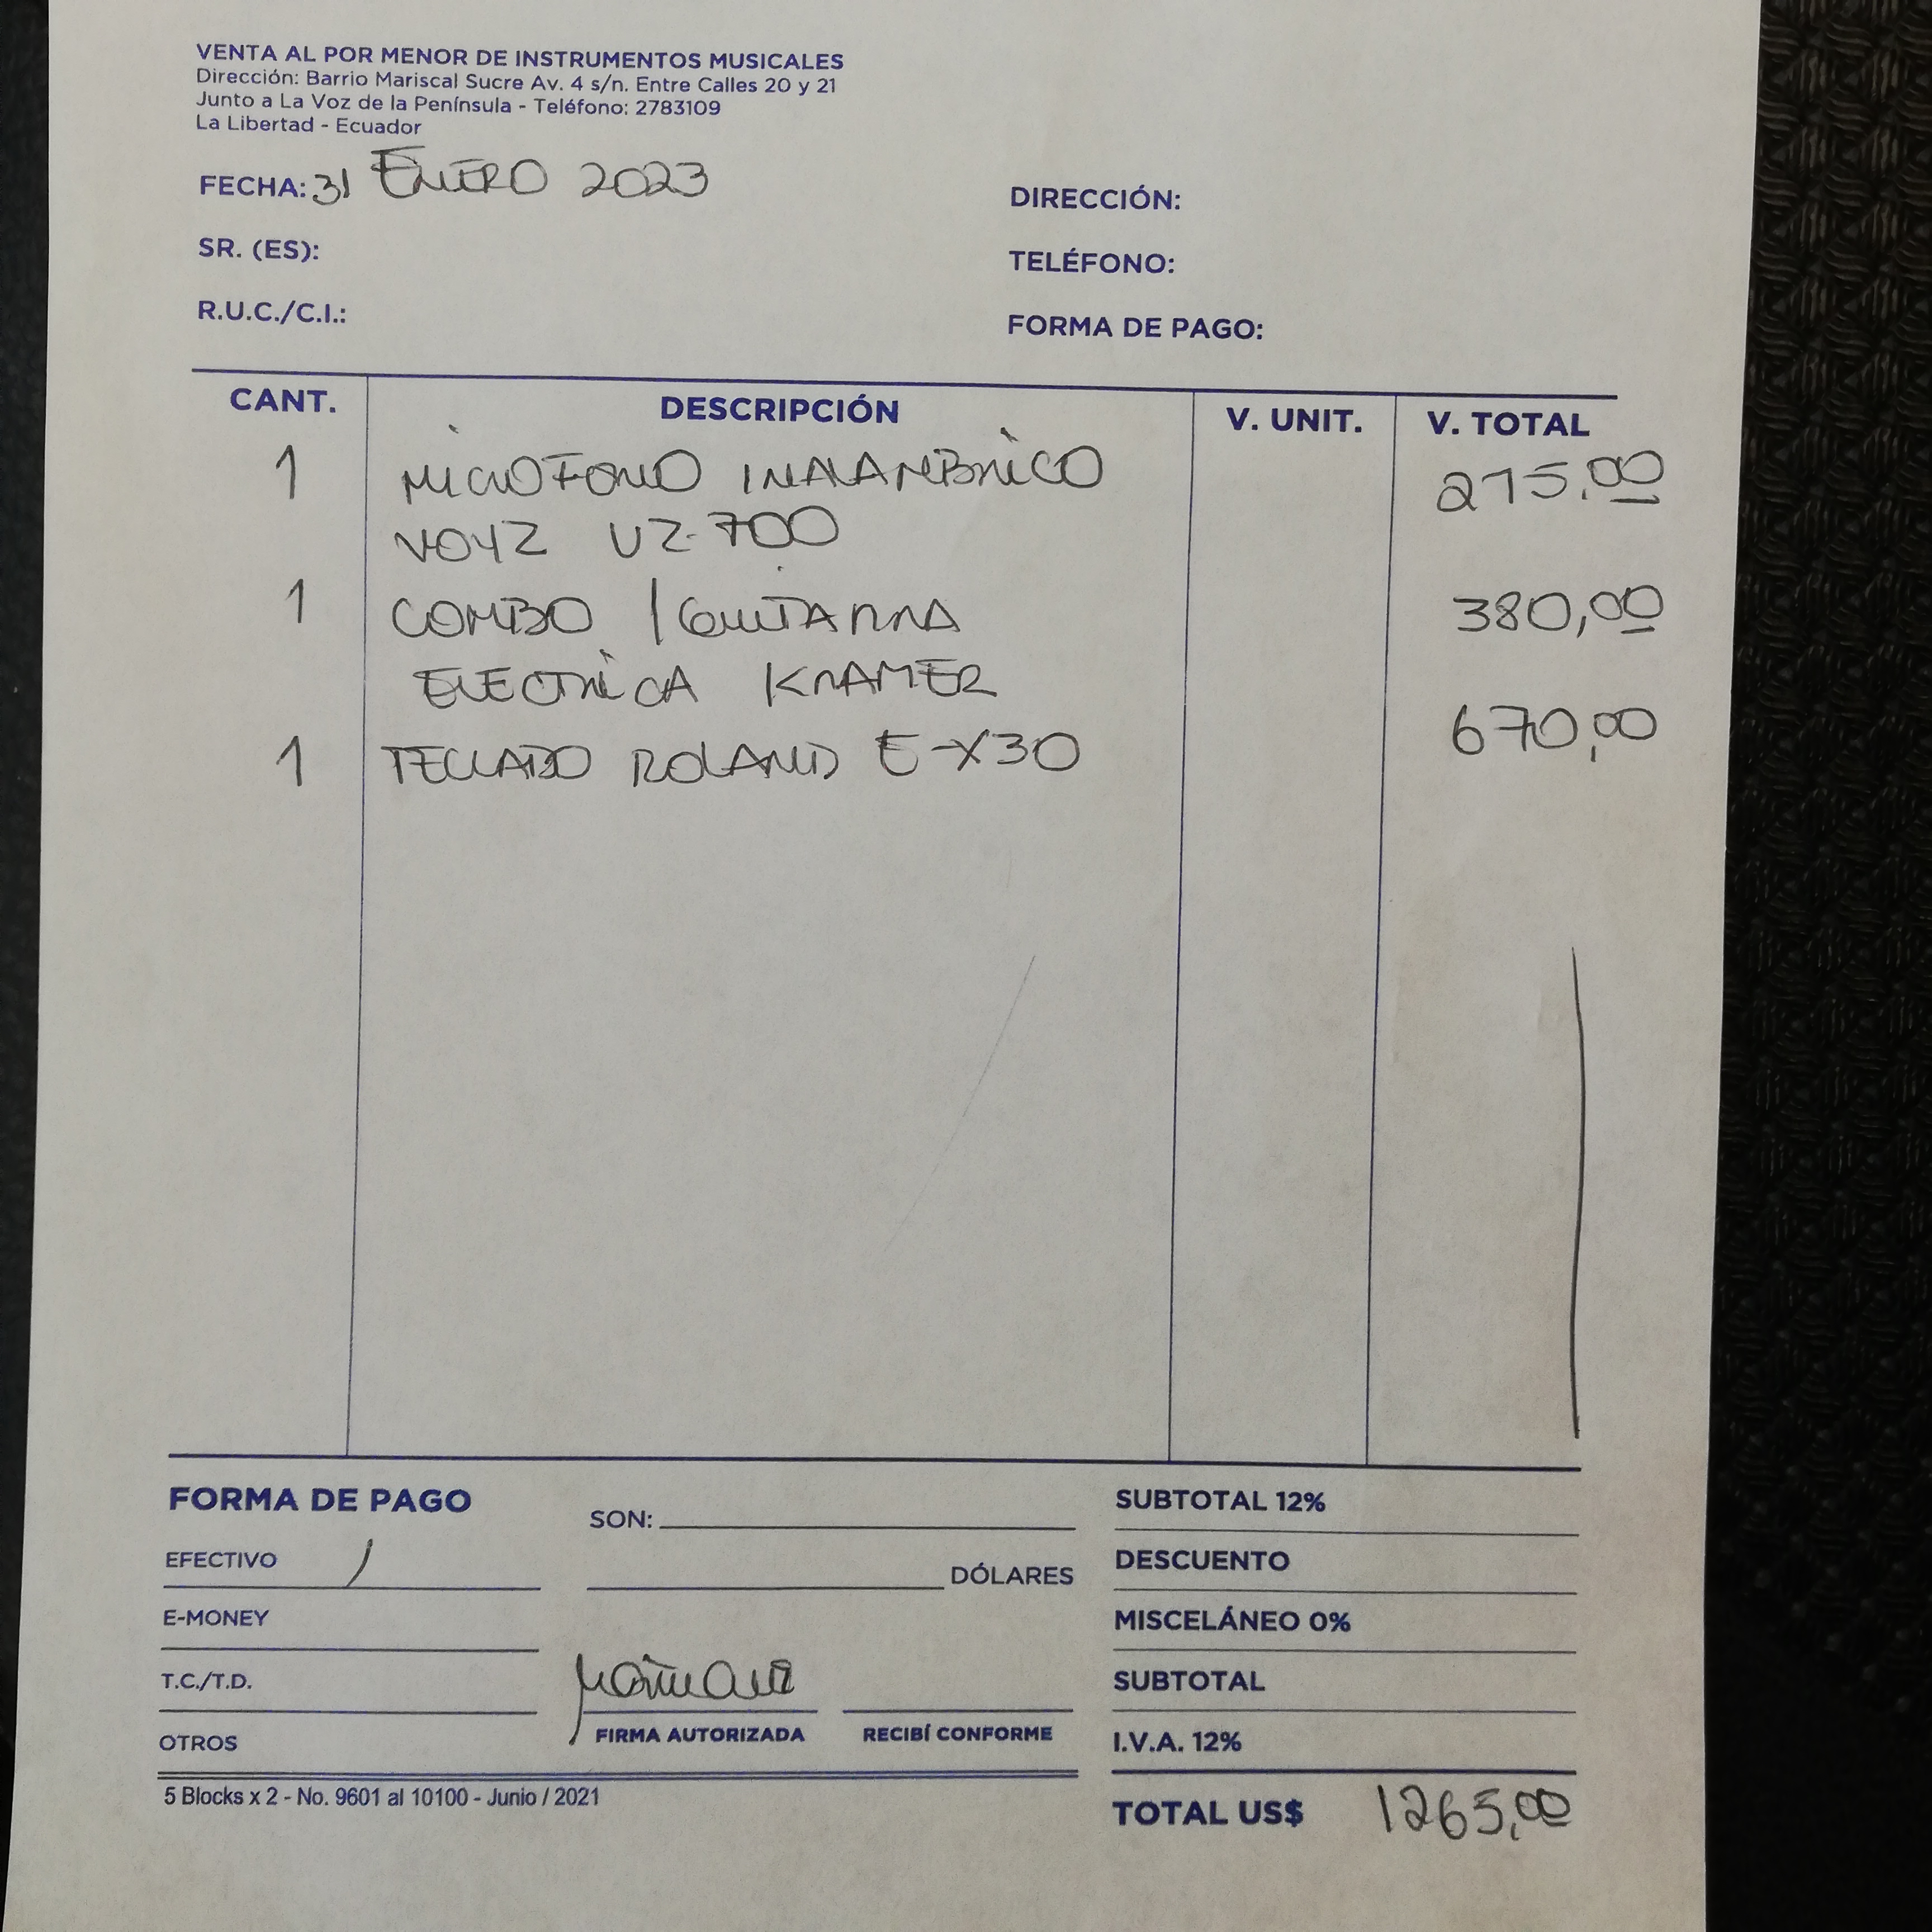 VENTA AL POR MENOR DE INSTRUMENTOS MUSICALES
Dirección: Barrio Mariscal Sucre Av. 4 s/n. Entre Calles 20 y 21
Junto a La Voz de la Península - Teléfono: 2783109
La Libertad - Ecuador
FECHA: 31 ENERO 2023
DIRECCIÓN:
SR. (ES):
TELÉFONO:
R.U.C./C.I.:
FORMA DE PAGO:
CANT. DESCRIPCIÓN V. UNIT. V. TOTAL
1 MICROFONO INALAMBRICO 215.00
VOYZ UZ-700
1 COMBO / GUITARRA 380,00
ELECTRICA KRAMER
1 TECLADO ROLAND E-X30 670,00
FORMA DE PAGO
SON:
SUBTOTAL 12%
EFECTIVO /
DÓLARES
DESCUENTO
E-MONEY
MISCELÁNEO 0%
T.C./T.D.
SUBTOTAL
FIRMA AUTORIZADA RECIBÍ CONFORME
OTROS
I.V.A. 12%
5 Blocks x 2 - No. 9601 al 10100 - Junio / 2021
TOTAL US$ 1265,00